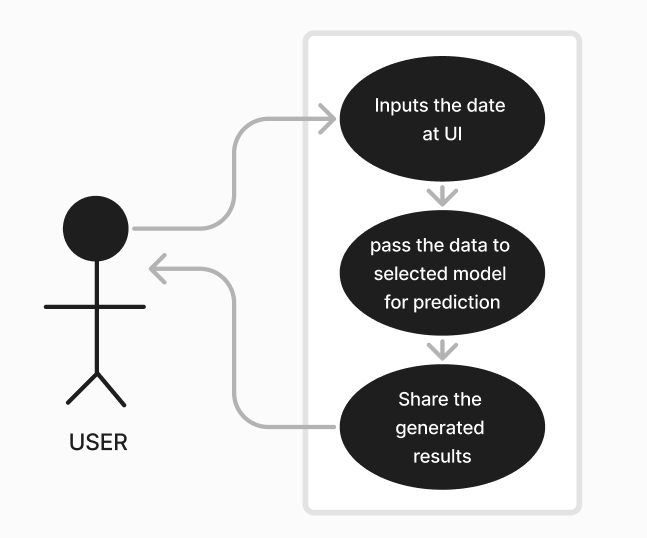 Inputs the date
at UI
pass the data to
selected model
for prediction
Share the
generated
results
USER